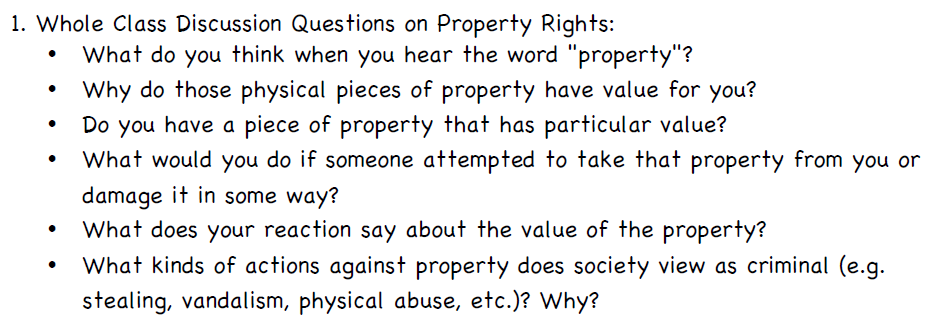 1. Whole Class Discussion Questions on Property Rights:
• What do you think when you hear the word "property"?
• Why do those physical pieces of property have value for you?
• Do you have a piece of property that has particular value?
• What would you do if someone attempted to take that property from you or
damage it in some way?
• What does your reaction say about the value of the property?
• What kinds of actions against property does society view as criminal (e.g.
stealing, vandalism, physical abuse, etc.)? Why?